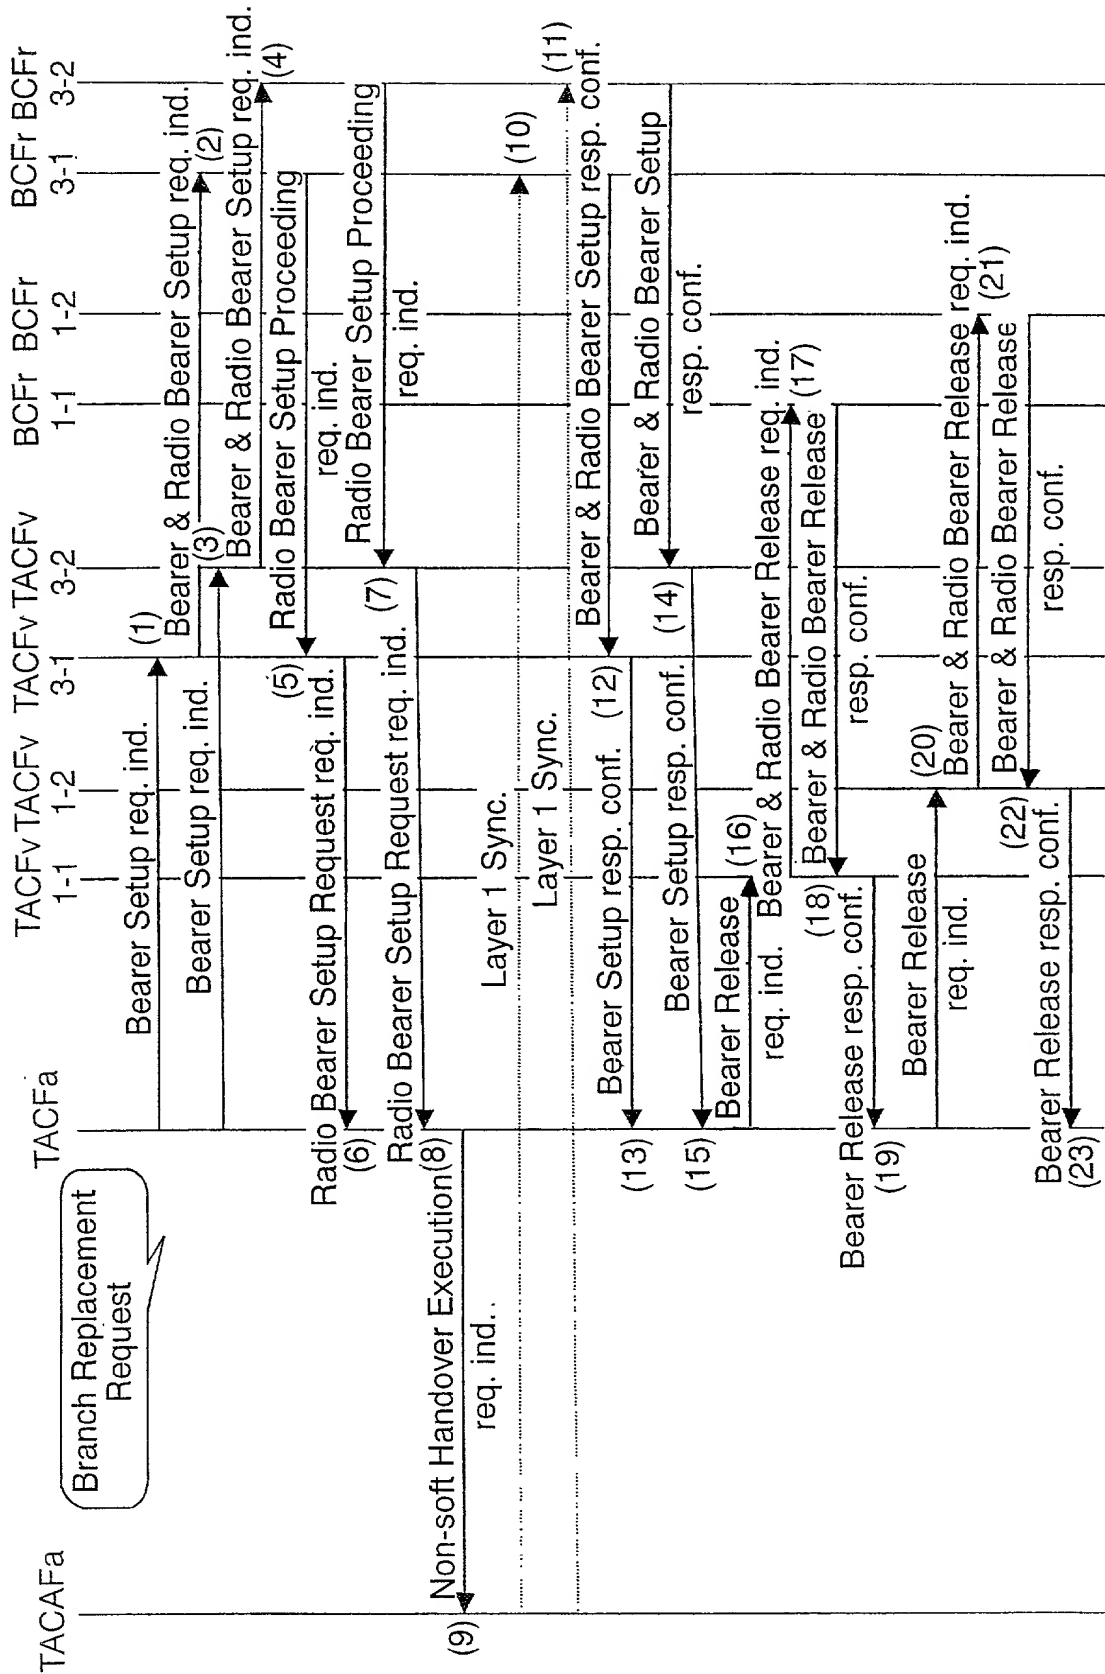 TACAFa
TACFa
TACFv TACFv TACFv TACFv
1-1 1-2 3-1 3-2
BCFr BCFr
1-1 1-2
BCFr BCFr
3-1 3-2
Branch Replacement
Request
Bearer Setup req. ind.
(1)
Bearer & Radio Bearer Setup req. ind.
(2)
Bearer Setup req. ind.
(3)
Bearer & Radio Bearer Setup req. ind.
(4)
Radio Bearer Setup Proceeding
req. ind.
(5)
Radio Bearer Setup Request req. ind.
(6)
Radio Bearer Setup Proceeding
req. ind.
(7)
Radio Bearer Setup Request req. ind.
(8)
Non-soft Handover Execution
req. ind..
(9)
Layer 1 Sync.
(10)
Layer 1 Sync.
(11)
Bearer & Radio Bearer Setup resp. conf.
(12)
Bearer Setup resp. conf.
(13)
Bearer & Radio Bearer Setup
resp. conf.
(14)
Bearer Setup resp. conf.
(15)
Bearer Release
req. ind.
(16)
Bearer & Radio Bearer Release req. ind.
(17)
Bearer & Radio Bearer Release
resp. conf.
(18)
Bearer Release resp. conf.
(19)
Bearer Release
req. ind.
(20)
Bearer & Radio Bearer Release req. ind.
(21)
Bearer & Radio Bearer Release
resp. conf.
(22)
Bearer Release resp. conf.
(23)